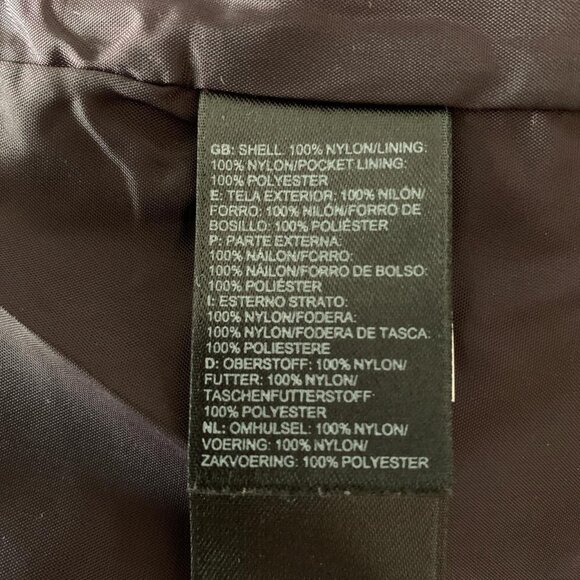 GB: SHELL: 100% NYLON/LINING:
100% NYLON/POCKET LINING:
100% POLYESTER
E: TELA EXTERIOR: 100% NILÓN/
FORRO: 100% NILÓN/FORRO DE
BOSILLO: 100% POLIÉSTER
P: PARTE EXTERNA:
100% NÁILON/FORRO:
100% NÁILON/FORRO DE BOLSO:
100% POLIÉSTER
I: ESTERNO STRATO:
100% NYLON/FODERA:
100% NYLON/FODERA DE TASCA:
100% POLIESTERE
D: OBERSTOFF: 100% NYLON/
FUTTER: 100% NYLON/
TASCHENFUTTERSTOFF
100% POLYESTER
NL: OMHULSEL: 100% NYLON/
VOERING: 100% NYLON/
ZAKVOERING: 100% POLYESTER